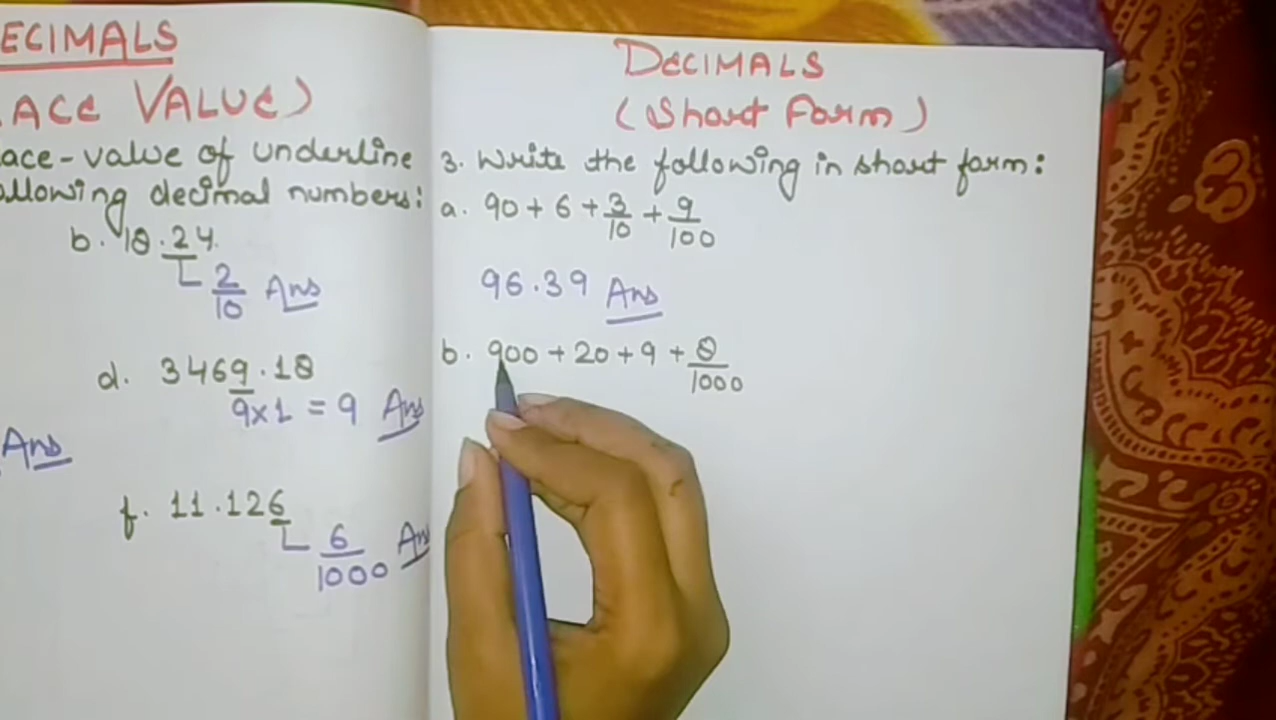 ECIMALS
ACE VALUE)
ace-value of underline
ollowing decimal numbers:
b. 18.24
2/10 Ans
d. 3469.18
9x1 = 9 Ans
Ans
f. 11.126
6/1000 Ans
DECIMALS
(Short Form)
3. Write the following in short form:
a. 90 + 6 + 3/10 + 9/100
96.39 Ans
b. 900 + 20 + 9 + 8/1000